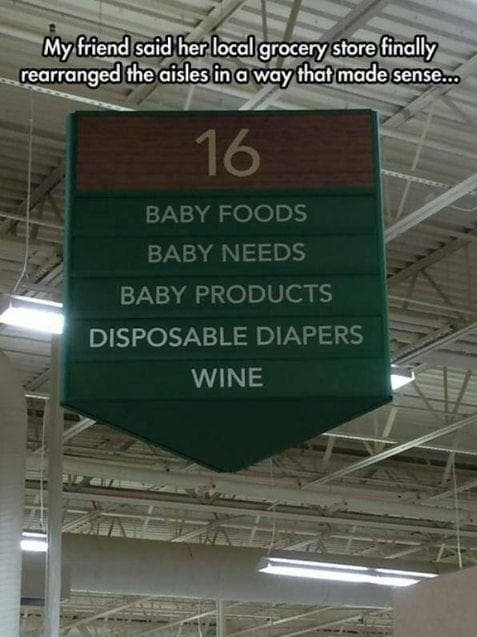 My friend said her local grocery store finally
rearranged the aisles in a way that made sense...
16
BABY FOODS
BABY NEEDS
BABY PRODUCTS
DISPOSABLE DIAPERS
WINE